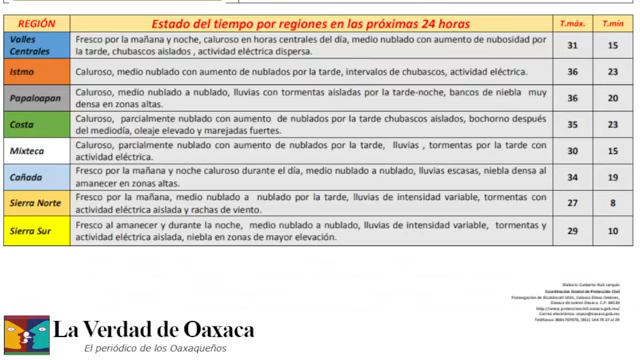 REGIÓN Estado del tiempo por regiones en las próximas 24 horas T.máx. T.mín
Valles Centrales Fresco por la mañana y noche, caluroso en horas centrales del día, medio nublado con aumento de nubosidad por
la tarde, chubascos aislados , actividad eléctrica dispersa. 31 15
Istmo Caluroso, medio nublado con aumento de nublados por la tarde, intervalos de chubascos, actividad eléctrica. 36 23
Papaloapan Caluroso, medio nublado a nublado, lluvias con tormentas aisladas por la tarde-noche, bancos de niebla muy
densa en zonas altas. 36 20
Costa Caluroso, parcialmente nublado con aumento de nublados por la tarde chubascos aislados, bochorno después
del mediodía, oleaje elevado y marejadas fuertes. 35 23
Mixteca Caluroso, parcialmente nublado con aumento de nublados por la tarde, lluvias , tormentas por la tarde con
actividad eléctrica. 30 15
Cañada Fresco por la mañana y noche caluroso durante el día, medio nublado a nublado, lluvias escasas, niebla densa al
amanecer en zonas altas. 34 19
Sierra Norte Fresco por la mañana, medio nublado a nublado por la tarde, lluvias de intensidad variable, tormentas con
actividad eléctrica aislada y rachas de viento. 27 8
Sierra Sur Fresco al amanecer y durante la noche, medio nublado a nublado, lluvias de intensidad variable, tormentas y
actividad eléctrica aislada, niebla en zonas de mayor elevación. 29 10
Coordinación Estatal de Protección Civil
La Verdad de Oaxaca
El periódico de los Oaxaqueños